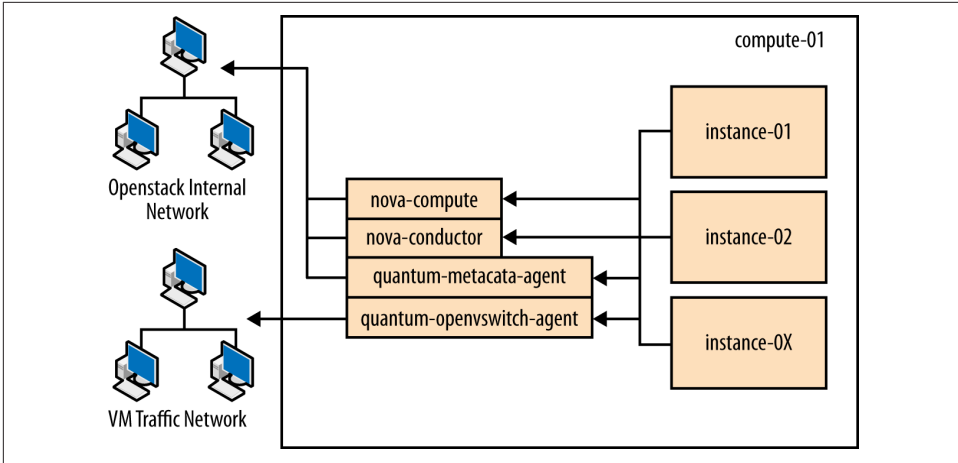 compute-01
instance-01
Openstack Internal
Network
nova-compute
nova-conductor
instance-02
quantum-metacata-agent
quantum-openvswitch-agent
instance-0X
VM Traffic Network